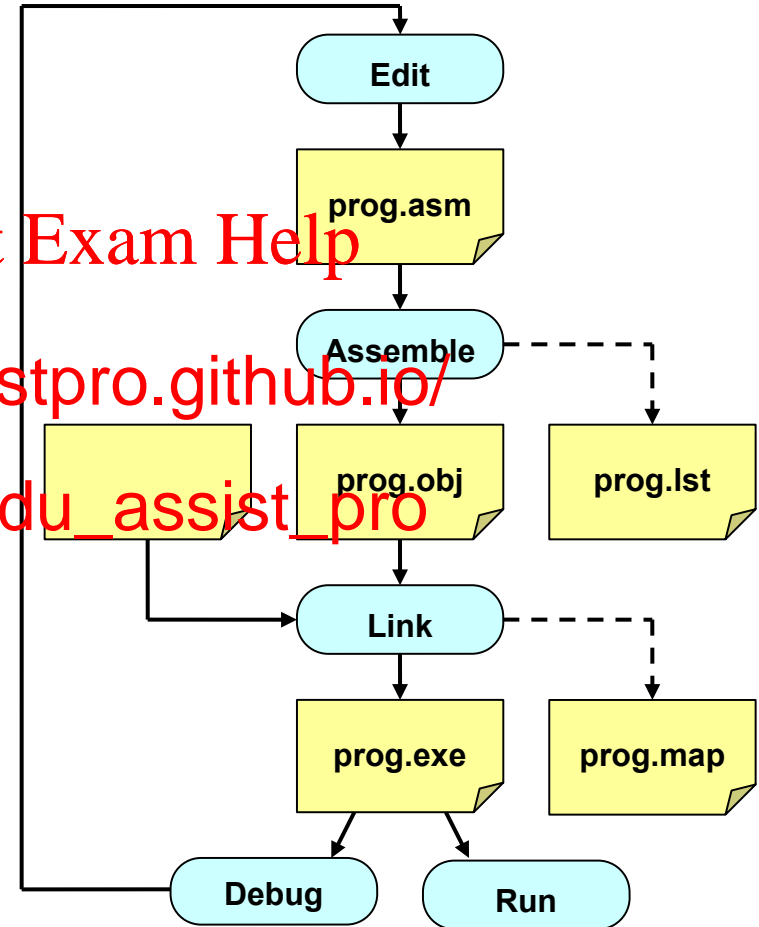 Edit
prog.asm
t Exam Help
Assemble
stpro.github.io/
prog.obj
prog.lst
du_assist_pro
Link
prog.exe
prog.map
Debug
Run